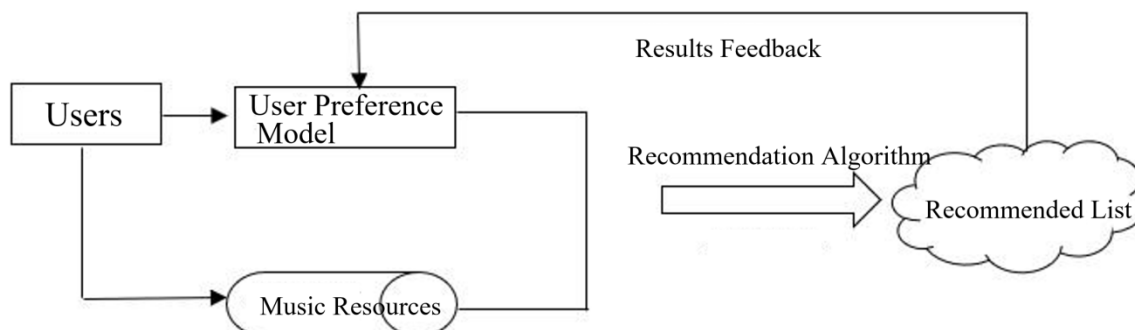 Results Feedback
Users
User Preference
Model
Recommendation Algorithm
Recommended List
Music Resources